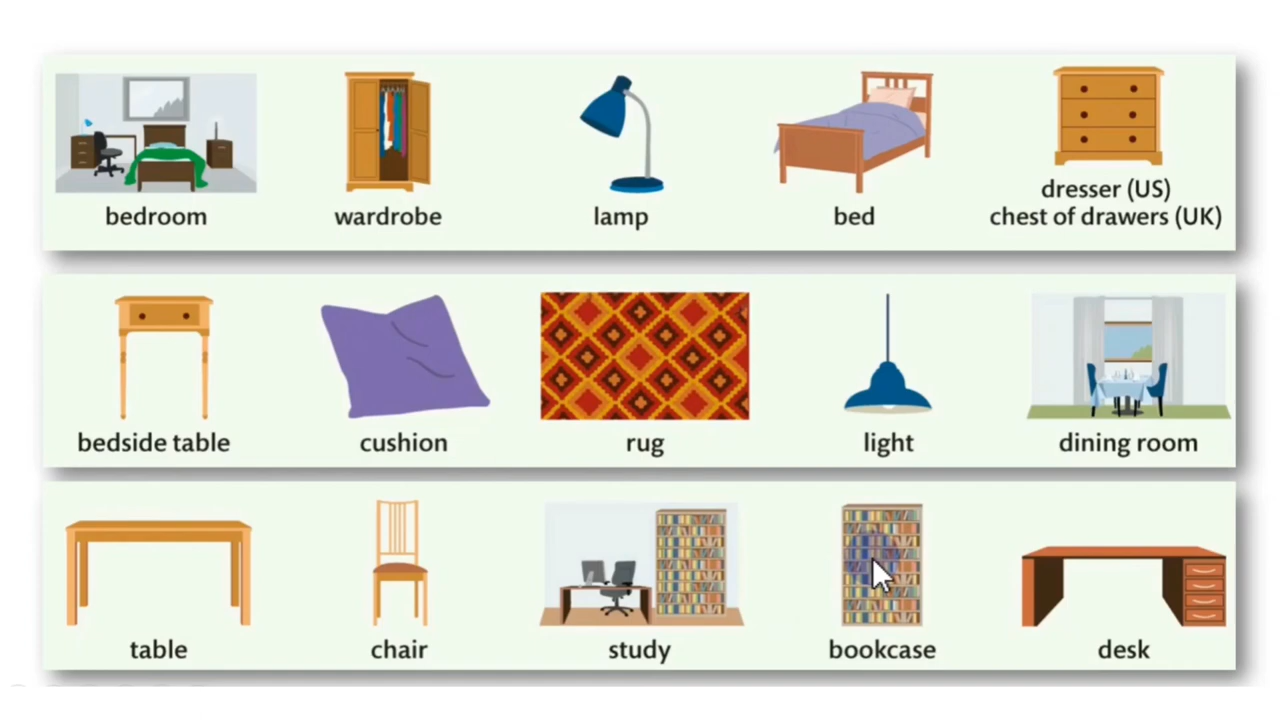 bedroom
wardrobe
lamp
bed
dresser (US)
chest of drawers (UK)
bedside table
cushion
rug
light
dining room
table
chair
study
bookcase
desk